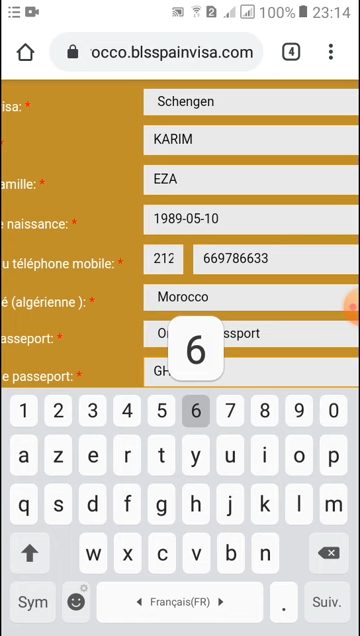 100% 23:14
occo.blsspainvisa.com 4
isa: * Schengen
* KARIM
amille: * EZA
e naissance: * 1989-05-10
u téléphone mobile: * 212 669786633
é (algérienne ): * Morocco
asseport: * O ssport
e passeport: * GH
6
1 2 3 4 5 6 7 8 9 0
a z e r t y u i o p
q s d f g h j k l m
w x c v b n
Sym Français(FR) . Suiv.